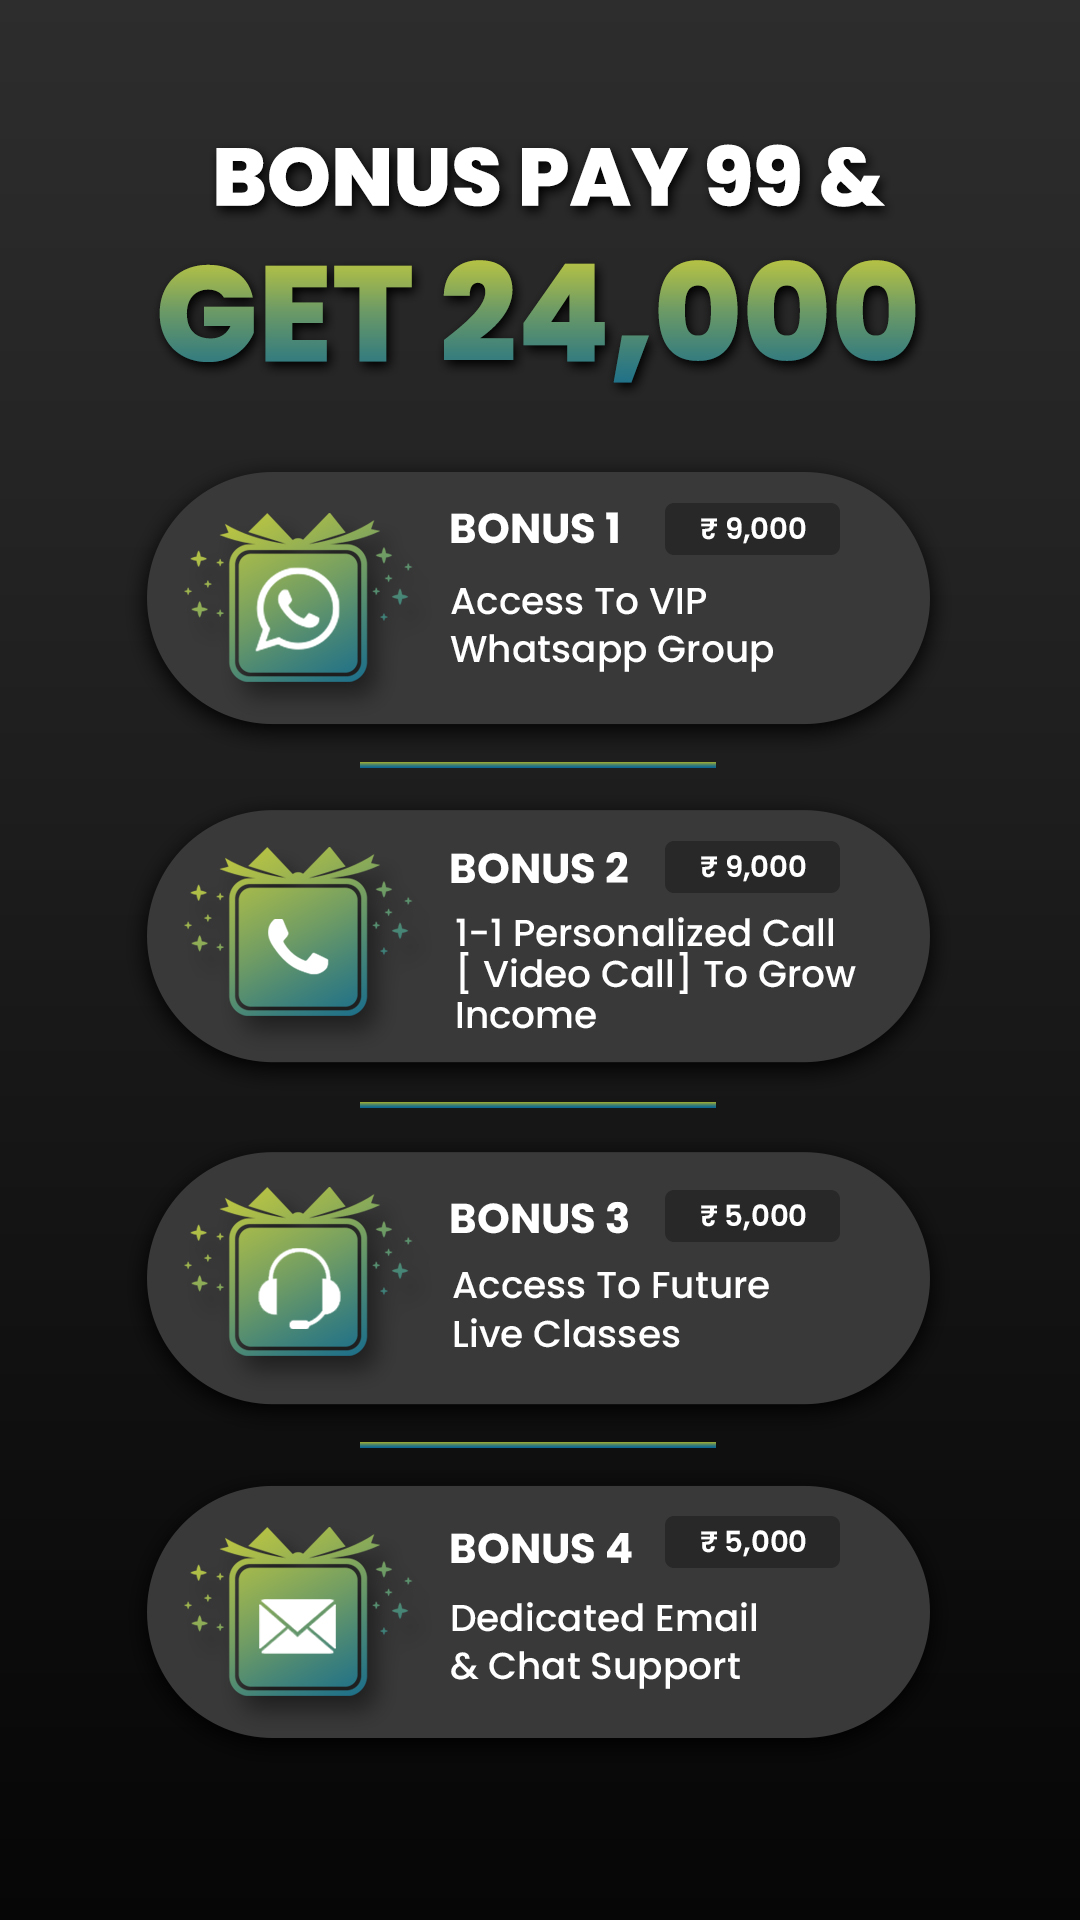 BONUS PAY 99 &
GET 24,000
BONUS 1
₹ 9,000
Access To VIP
Whatsapp Group
BONUS 2
₹ 9,000
1-1 Personalized Call
[ Video Call] To Grow
Income
BONUS 3
₹ 5,000
Access To Future
Live Classes
BONUS 4
₹ 5,000
Dedicated Email
& Chat Support